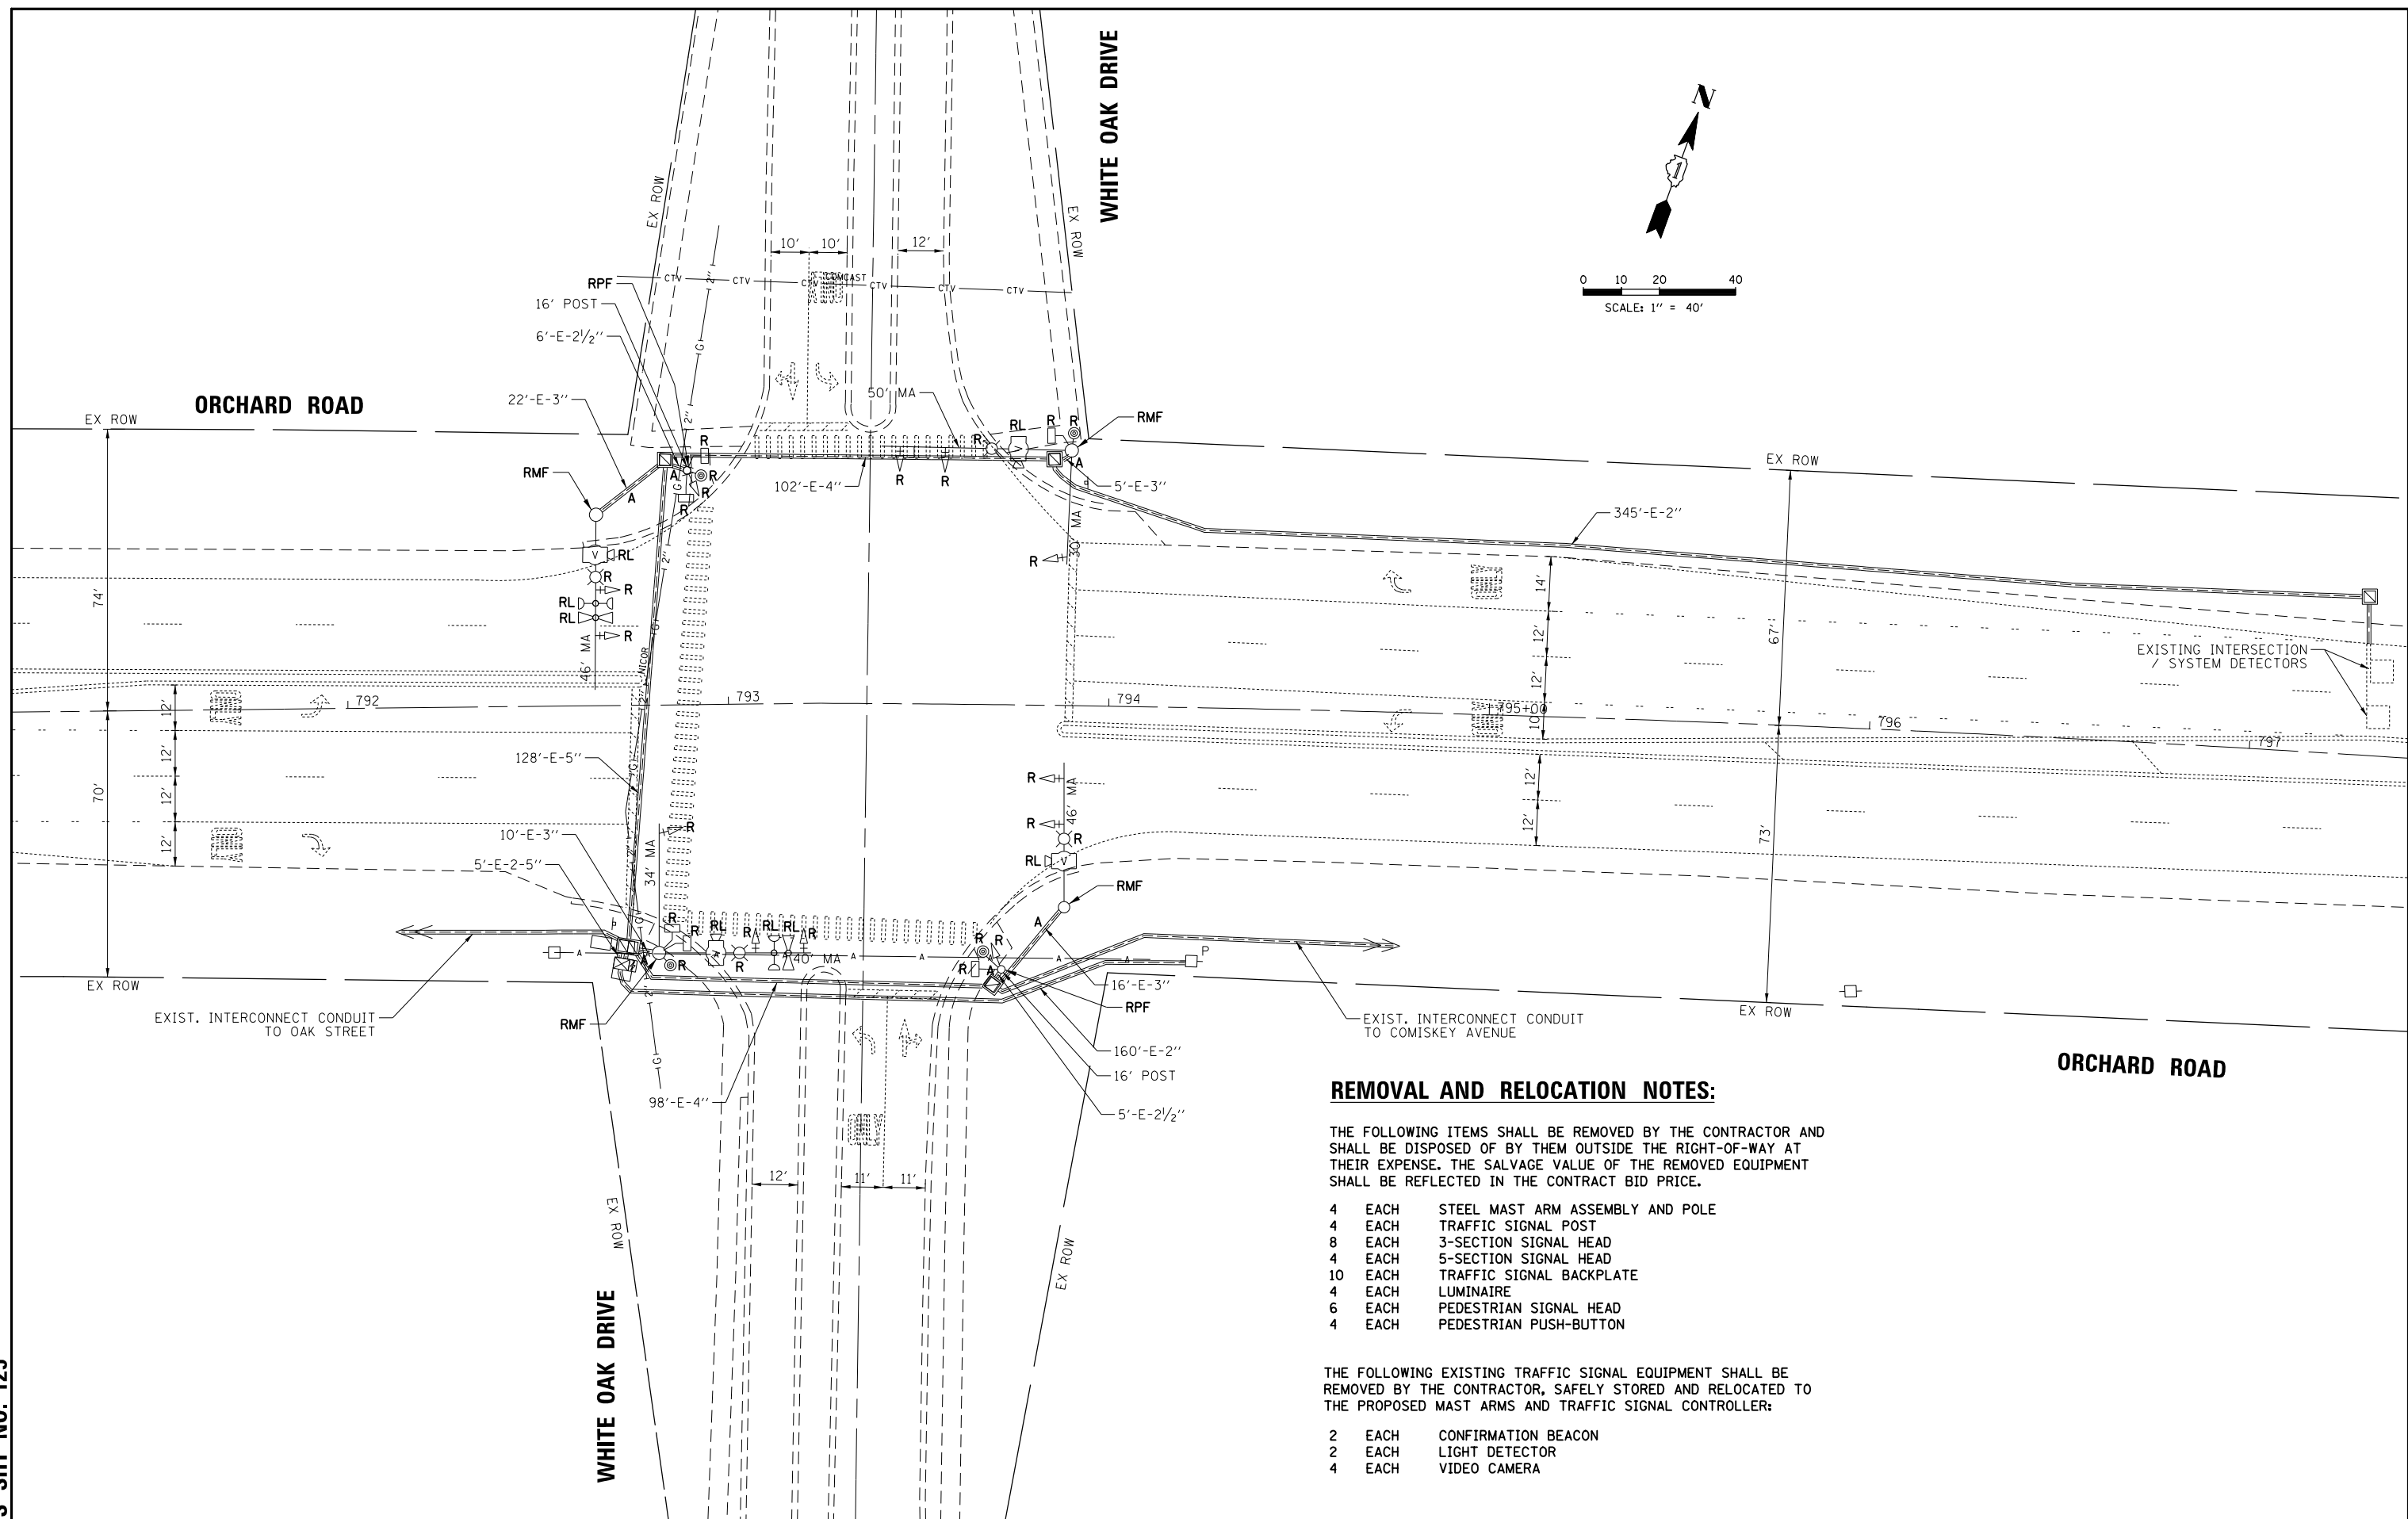 WHITE OAK DRIVE
N
1
0 10 20 40
SCALE: 1'' = 40'
EX ROW
EX ROW
10' 10' 12'
COMCAST
CTV CTV CTV CTV CTV CTV
RPF
16' POST
6'-E-2 1/2''
22'-E-3''
50' MA
RMF
ORCHARD ROAD
EX ROW
EX ROW
RMF
102'-E-4''
5'-E-3''
345'-E-2''
30' MA
74'
46' MA
NICOR
14'
12'
12'
10'
67'
EXISTING INTERSECTION
/ SYSTEM DETECTORS
792
793
794
795+00
796
797
12'
12'
12'
12'
70'
128'-E-5''
46' MA
12'
12'
73'
10'-E-3''
5'-E-2-5''
34' MA
40' MA
RMF
16'-E-3''
RPF
EX ROW
EX ROW
EXIST. INTERCONNECT CONDUIT
TO OAK STREET
RMF
EXIST. INTERCONNECT CONDUIT
TO COMISKEY AVENUE
160'-E-2''
16' POST
98'-E-4''
5'-E-2 1/2''
ORCHARD ROAD
12' 11' 11'
EX ROW
EX ROW
WHITE OAK DRIVE
REMOVAL AND RELOCATION NOTES:
THE FOLLOWING ITEMS SHALL BE REMOVED BY THE CONTRACTOR AND
SHALL BE DISPOSED OF BY THEM OUTSIDE THE RIGHT-OF-WAY AT
THEIR EXPENSE. THE SALVAGE VALUE OF THE REMOVED EQUIPMENT
SHALL BE REFLECTED IN THE CONTRACT BID PRICE.
4 EACH STEEL MAST ARM ASSEMBLY AND POLE
4 EACH TRAFFIC SIGNAL POST
8 EACH 3-SECTION SIGNAL HEAD
4 EACH 5-SECTION SIGNAL HEAD
10 EACH TRAFFIC SIGNAL BACKPLATE
4 EACH LUMINAIRE
6 EACH PEDESTRIAN SIGNAL HEAD
4 EACH PEDESTRIAN PUSH-BUTTON
THE FOLLOWING EXISTING TRAFFIC SIGNAL EQUIPMENT SHALL BE
REMOVED BY THE CONTRACTOR, SAFELY STORED AND RELOCATED TO
THE PROPOSED MAST ARMS AND TRAFFIC SIGNAL CONTROLLER:
2 EACH CONFIRMATION BEACON
2 EACH LIGHT DETECTOR
4 EACH VIDEO CAMERA